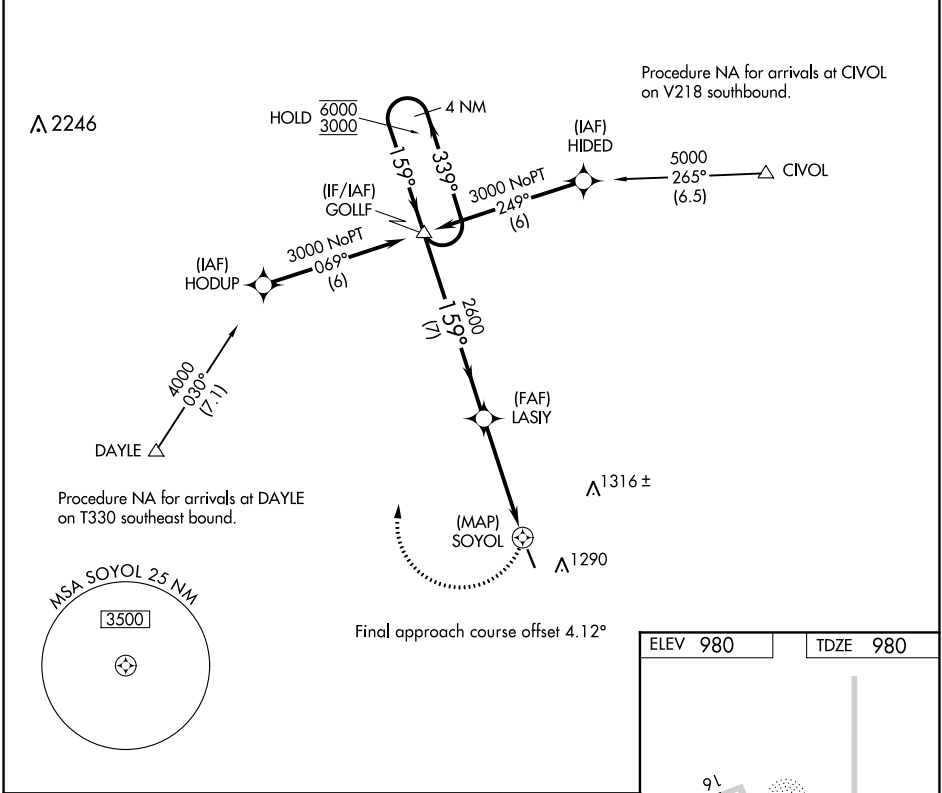 Procedure NA for arrivals at CIVOL
on V218 southbound.
2246
HOLD 6000
3000
4 NM
159°
339°
(IAF)
HIDED
5000
265°
(6.5)
CIVOL
3000 NoPT
249°
(6)
(IF/IAF)
GOLLF
3000 NoPT
069°
(6)
(IAF)
HODUP
2600
159°
(7)
4000
030°
(7.1)
DAYLE
(FAF)
LASIY
Procedure NA for arrivals at DAYLE
on T330 southeast bound.
1316 ±
(MAP)
SOYOL
1290
MSA SOYOL 25 NM
3500
Final approach course offset 4.12°
ELEV 980
TDZE 980
16